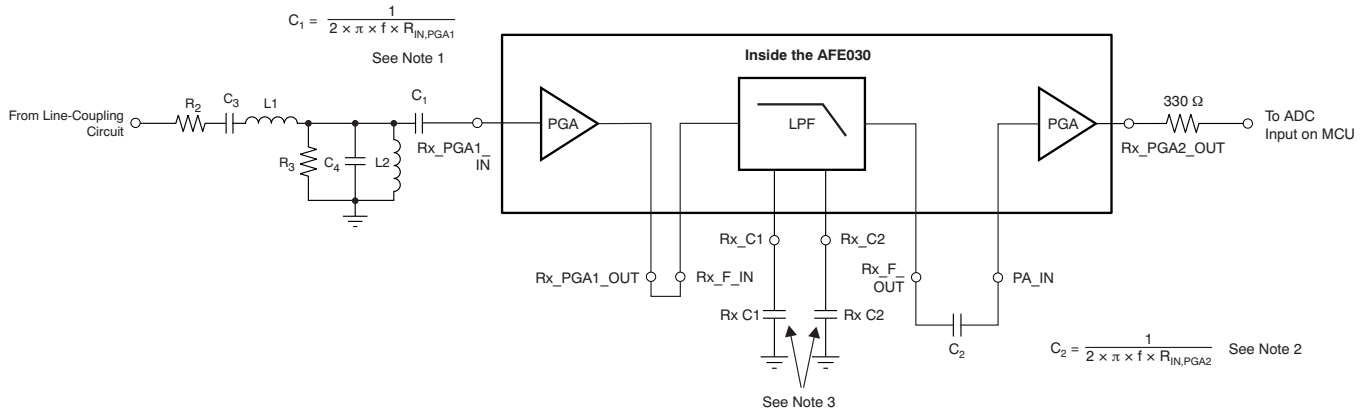 C₁ = 1 / 2 × π × f × R_IN,PGA1
See Note 1
Inside the AFE030
From Line-Coupling
Circuit
R₂
C₃
L1
C₁
R₃
C₄
L2
Rx_PGA1_
IN
PGA
LPF
PGA
330 Ω
Rx_PGA2_OUT
To ADC
Input on MCU
Rx_C1
Rx_C2
Rx_PGA1_OUT
Rx_F_IN
Rx_F_
OUT
PA_IN
Rx C1
Rx C2
C₂
C₂ = 1 / 2 × π × f × R_IN,PGA2
See Note 2
See Note 3